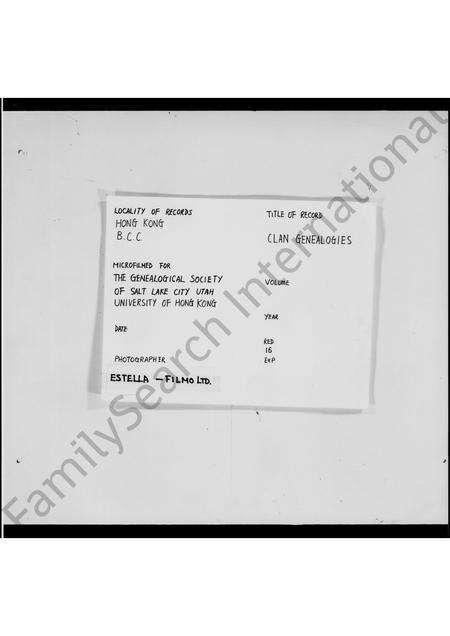 LOCALITY OF RECORDS
HONG KONG
B.C.C.
MICROFILMED FOR
THE GENEALOGICAL SOCIETY
OF SALT LAKE CITY UTAH
UNIVERSITY OF HONG KONG
DATE
PHOTOGRAPHER
ESTELLA — FILMO LTD.
TITLE OF RECORD
CLAN GENEALOGIES
VOLUME
YEAR
RED
16
EXP
FamilySearch International